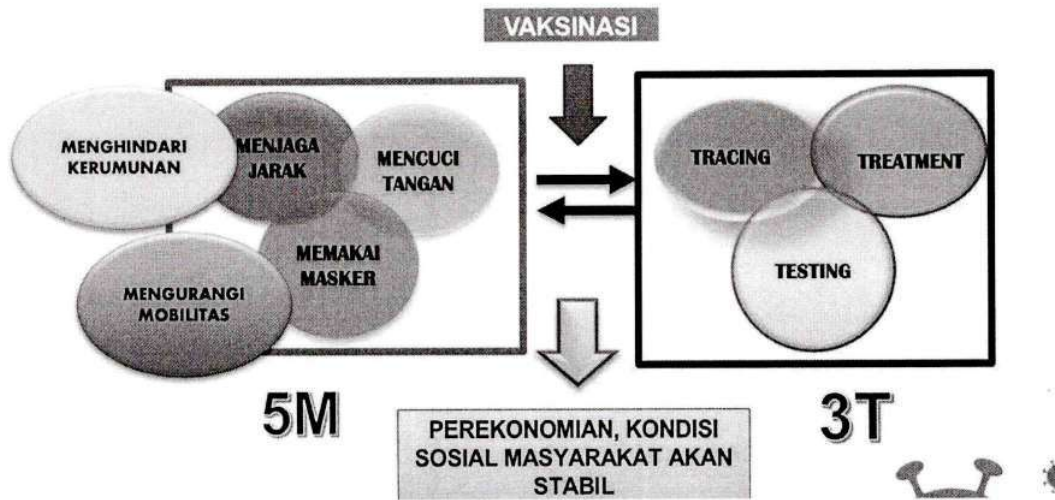 VAKSINASI
MENGHINDARI
KERUMUNAN
MENJAGA
JARAK
MENCUCI
TANGAN
MEMAKAI
MASKER
MENGURANGI
MOBILITAS
5M
TRACING
TREATMENT
TESTING
3T
PEREKONOMIAN, KONDISI
SOSIAL MASYARAKAT AKAN
STABIL